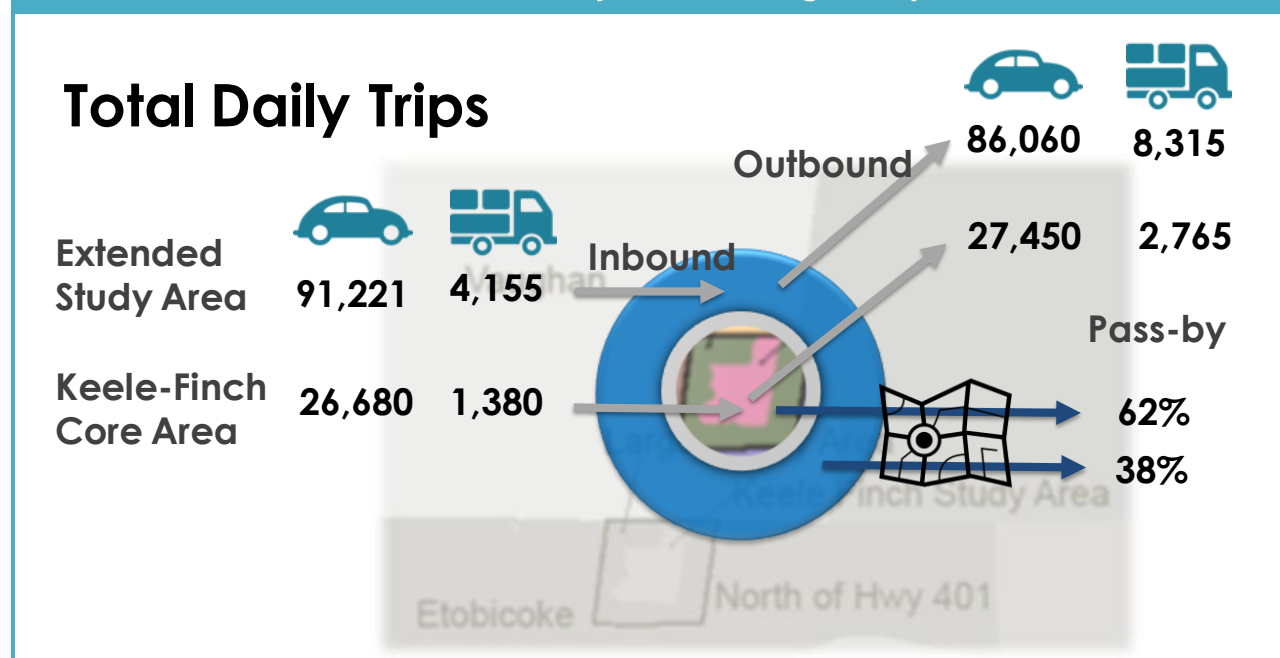 Total Daily Trips
86,060 8,315
Outbound
27,450 2,765
Inbound
Extended
Study Area
91,221 4,155
Vaughan
Pass-by
Keele-Finch
Core Area
26,680 1,380
62%
38%
Area
Keele Finch Study Area
North of Hwy 401
Etobicoke